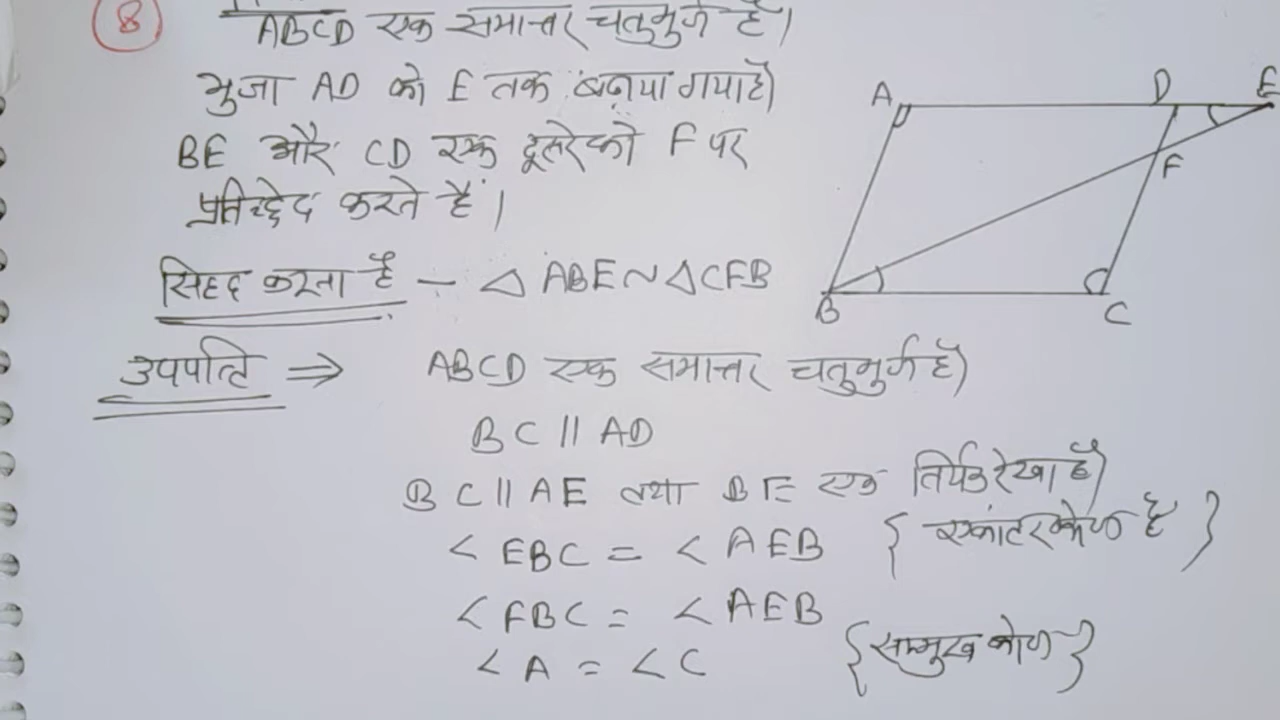 8
ABCD एक समान्तर चतुर्भुज है।
भुजा AD को E तक बढ़ाया गया है।
BE और CD एक दूसरे को F पर
प्रतिच्छेद करते हैं।
सिद्ध करना है - △ ABE ~ △ CFB
उपपत्ति ⇒ ABCD एक समान्तर चतुर्भुज है।
BC || AD
BC || AE तथा BE एक तिर्यक रेखा है।
< EBC = < AEB { एकांतर कोण है }
< FBC = < AEB
< A = < C { सम्मुख कोण }
A D E
F
B C